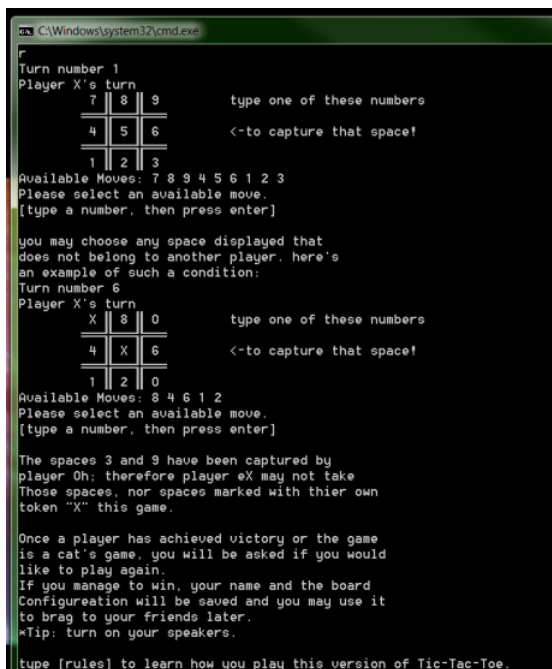 C:\Windows\system32\cmd.exe
r
Turn number 1
Player X's turn
7 8 9 type one of these numbers
4 5 6 <-to capture that space!
1 2 3
Available Moves: 7 8 9 4 5 6 1 2 3
Please select an available move.
[type a number, then press enter]
you may choose any space displayed that
does not belong to another player. here's
an example of such a condition:
Turn number 6
Player X's turn
X 8 O type one of these numbers
4 X 6 <-to capture that space!
1 2 O
Available Moves: 8 4 6 1 2
Please select an available move.
[type a number, then press enter]
The spaces 3 and 9 have been captured by
player Oh; therefore player eX may not take
Those spaces, nor spaces marked with thier own
token "X" this game.
Once a player has achieved victory or the game
is a cat's game, you will be asked if you would
like to play again.
If you manage to win, your name and the board
Configureation will be saved and you may use it
to brag to your friends later.
*Tip: turn on your speakers.
type [rules] to learn how you play this version of Tic-Tac-Toe.